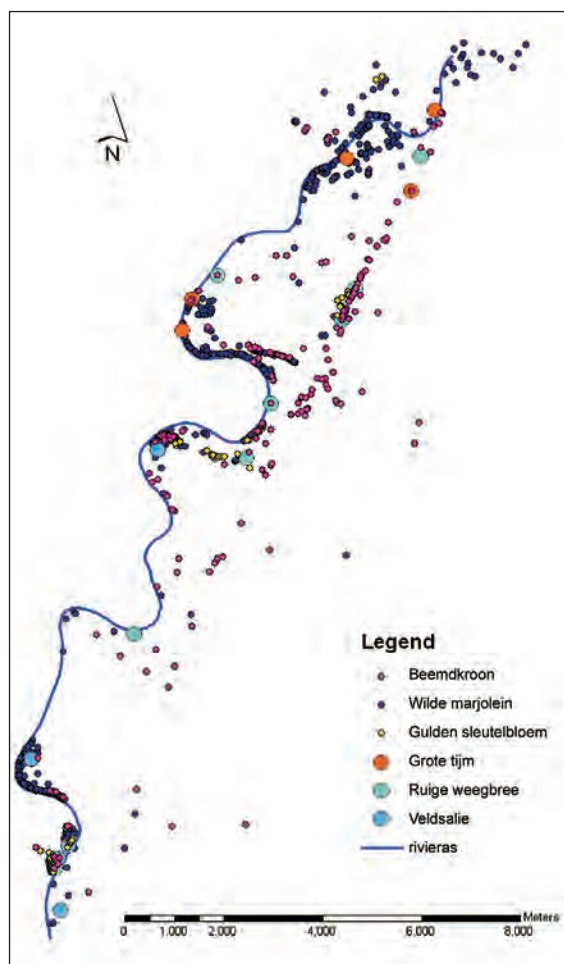 N
Legend
Beemdkroon
Wilde marjolein
Gulden sleutelbloem
Grote tijm
Ruige weegbree
Veldsalie
rivieras
Meters
0 1.000 2.000 4.000 6.000 8.000